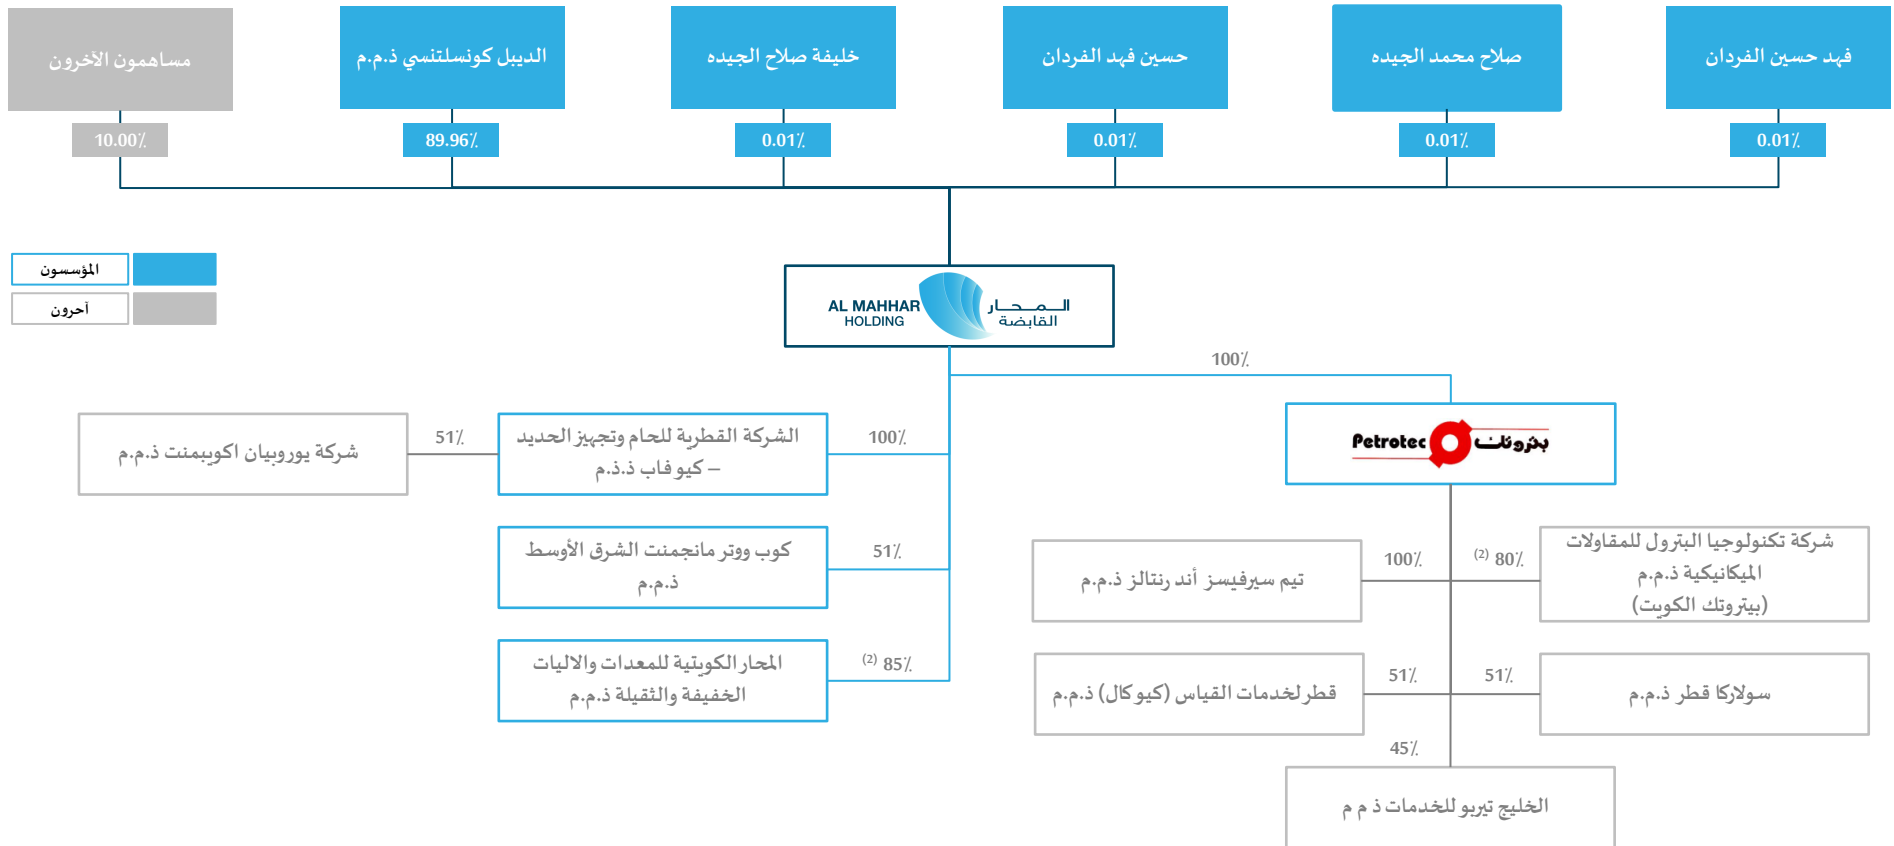 فهد حسين الفردان
صلاح محمد الجيده
حسين فهد الفردان
خليفة صلاح الجيده
الديبل كونسلتنسي ذ.م.م
مساهمون الآخرون
0.01%
0.01%
0.01%
0.01%
89.96%
10.00%
المؤسسون
آحرون
AL MAHHAR
HOLDING
المحار
القابضة
100%
Petrotec
بتروتك
الشركة القطرية للحام وتجهيز الحديد
– كيو فاب ذ.ذ.م
100%
51%
شركة يوروبيان اكويبمنت ذ.م.م
كوب ووتر مانجمنت الشرق الأوسط
ذ.م.م
51%
المحار الكويتية للمعدات والاليات
الخفيفة والثقيلة ذ.م.م
(2) 85%
شركة تكنولوجيا البترول للمقاولات
الميكانيكية ذ.م.م
(بيتروتك الكويت)
(2) 80%
100%
تيم سيرفيسز أند رنتالز ذ.م.م
سولاركا قطر ذ.م.م
51%
51%
قطر لخدمات القياس (كيو كال) ذ.م.م
45%
الخليج تيربو للخدمات ذ م م